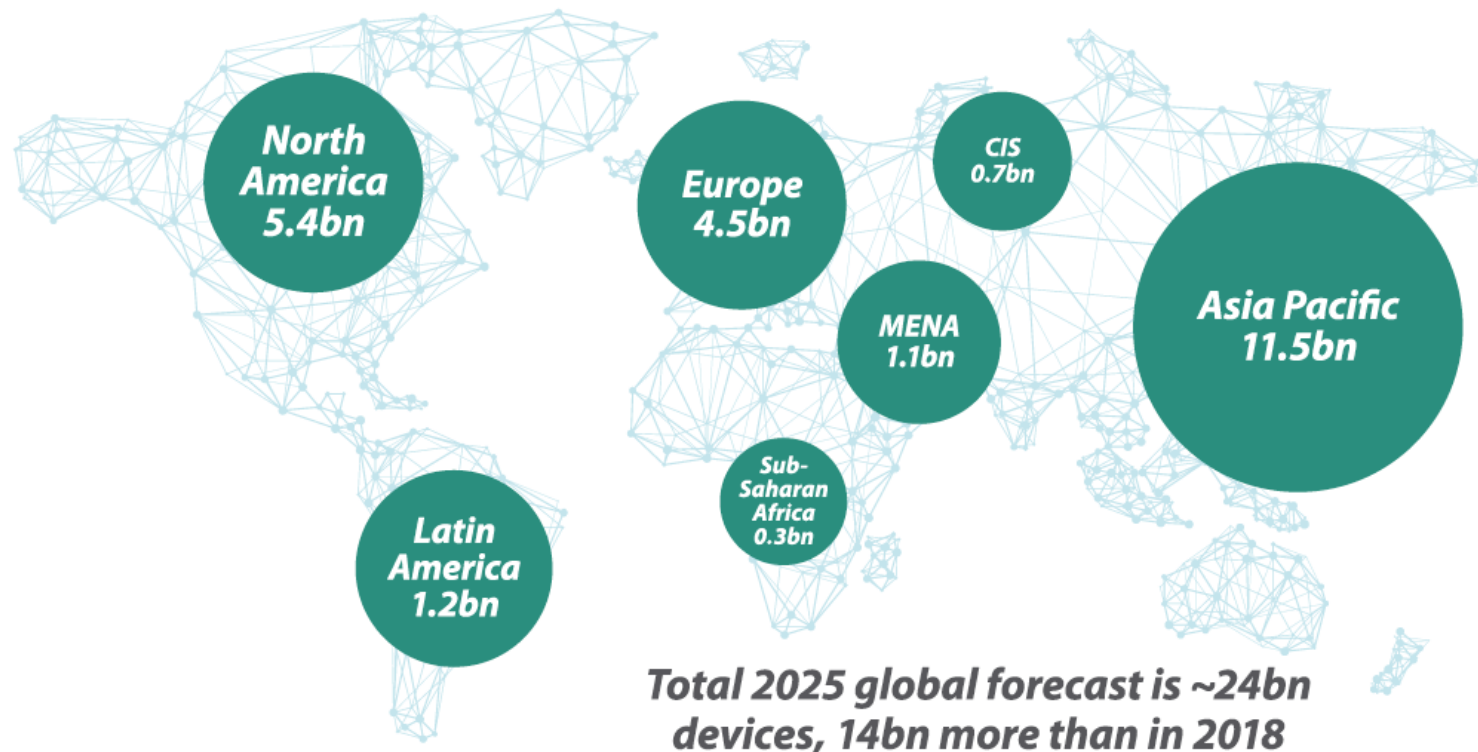 North
America
5.4bn
Europe
4.5bn
CIS
0.7bn
Asia Pacific
11.5bn
MENA
1.1bn
Sub-
Saharan
Africa
0.3bn
Latin
America
1.2bn
Total 2025 global forecast is ~24bn
devices, 14bn more than in 2018